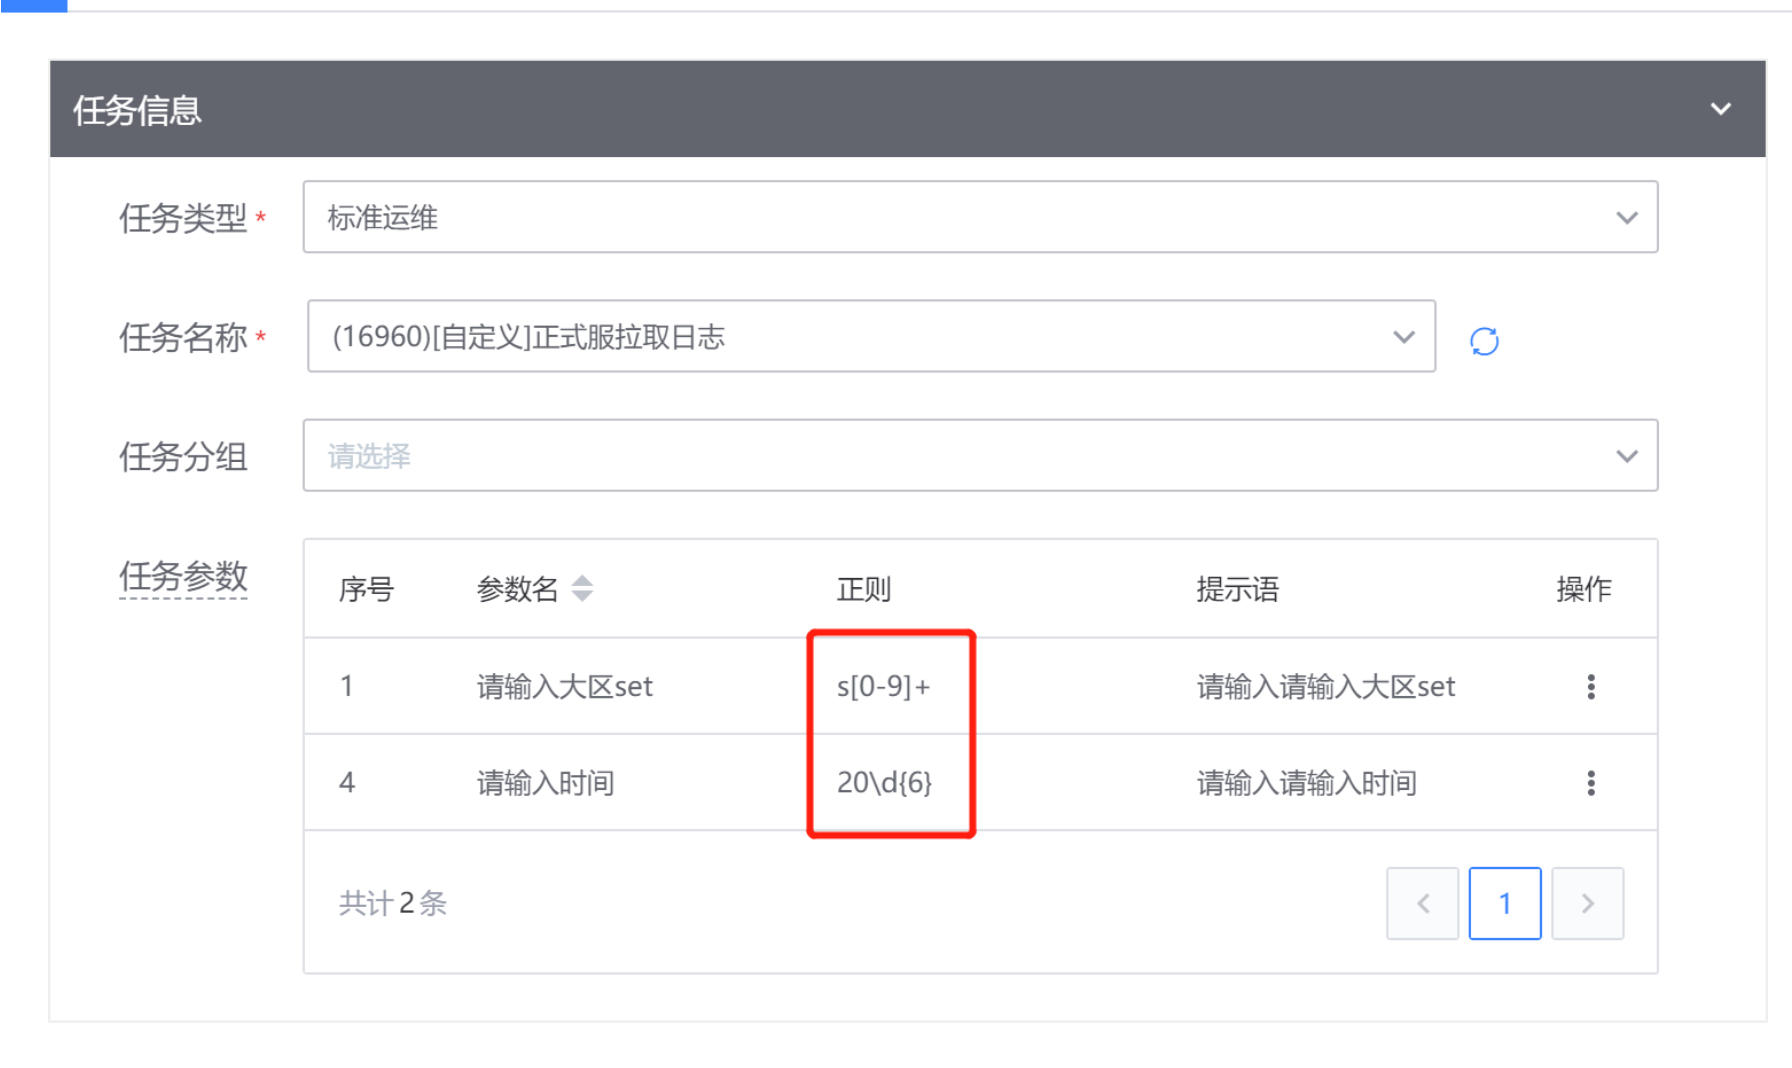 任务信息
任务类型 * 标准运维
任务名称 * (16960)[自定义]正式服拉取日志
任务分组 请选择
任务参数 序号 参数名 正则 提示语 操作
1 请输入大区set s[0-9]+ 请输入请输入大区set
4 请输入时间 20\d{6} 请输入请输入时间
共计 2 条 1